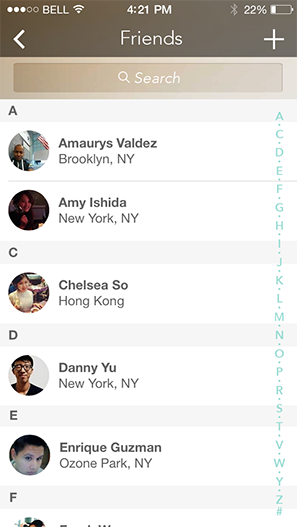 BELL 4:21 PM 22%
Friends
Search
A
Amaurys Valdez
Brooklyn, NY
Amy Ishida
New York, NY
C
Chelsea So
Hong Kong
D
Danny Yu
New York, NY
E
Enrique Guzman
Ozone Park, NY
F
A
C
D
E
F
G
H
I
J
K
L
M
N
O
P
R
S
T
V
W
Y
Z
#